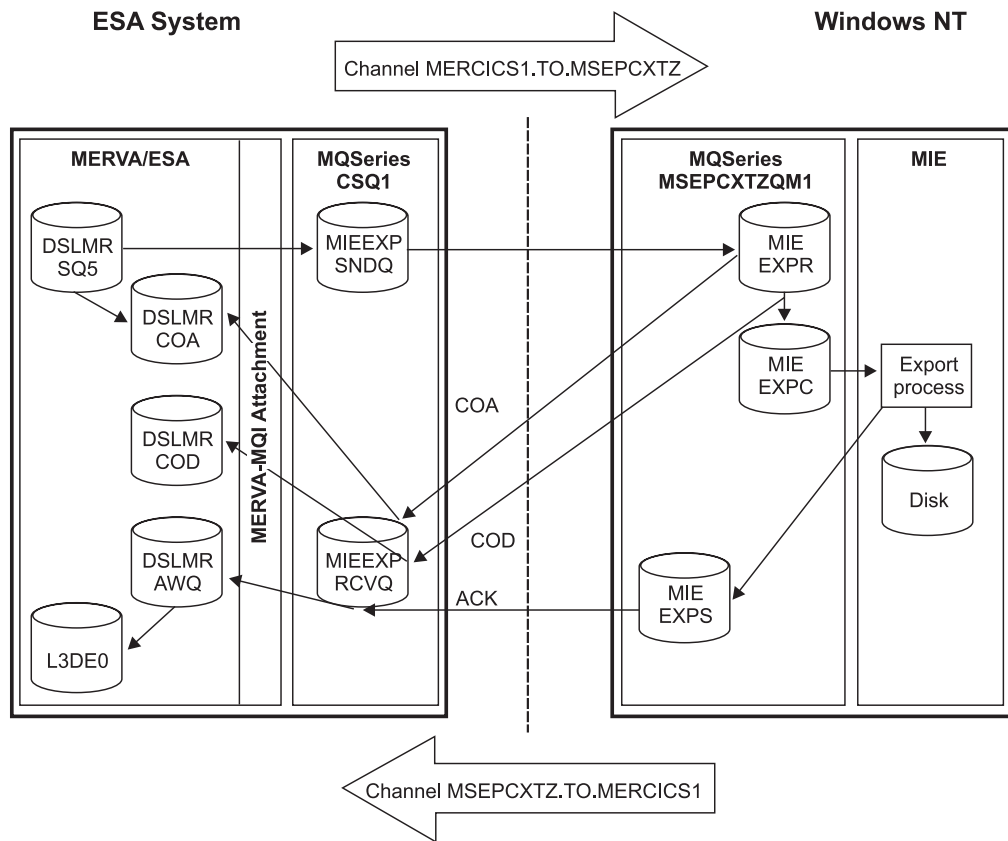 ESA System
Windows NT
Channel MERCICS1.TO.MSEPCXTZ
MERVA/ESA
MQSeries
CSQ1
MQSeries
MSEPCXTZQM1
MIE
DSLMR
SQ5
MIEEXP
SNDQ
MIE
EXPR
DSLMR
COA
MIE
EXPC
Export
process
MERVA-MQI Attachment
COA
DSLMR
COD
Disk
COD
DSLMR
AWQ
MIEEXP
RCVQ
ACK
MIE
EXPS
L3DE0
Channel MSEPCXTZ.TO.MERCICS1